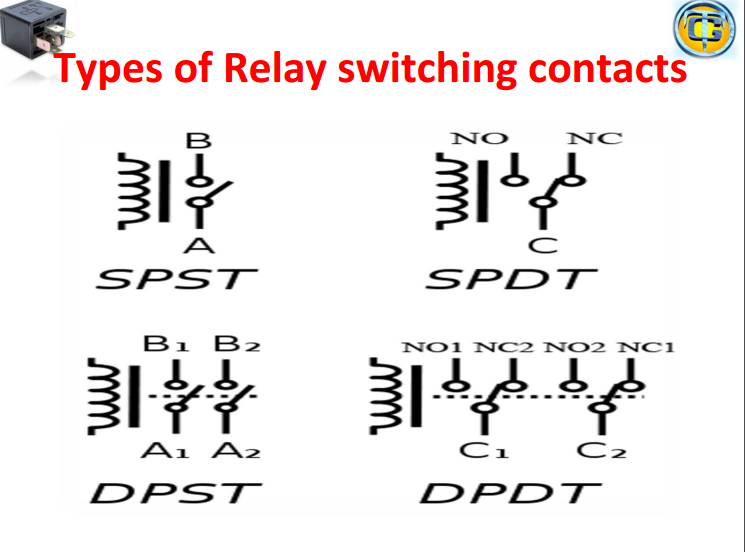 Types of Relay switching contacts
B
NO NC
A
C
SPST
SPDT
B1 B2
NO1 NC2 NO2 NC1
A1 A2
C1 C2
DPST
DPDT